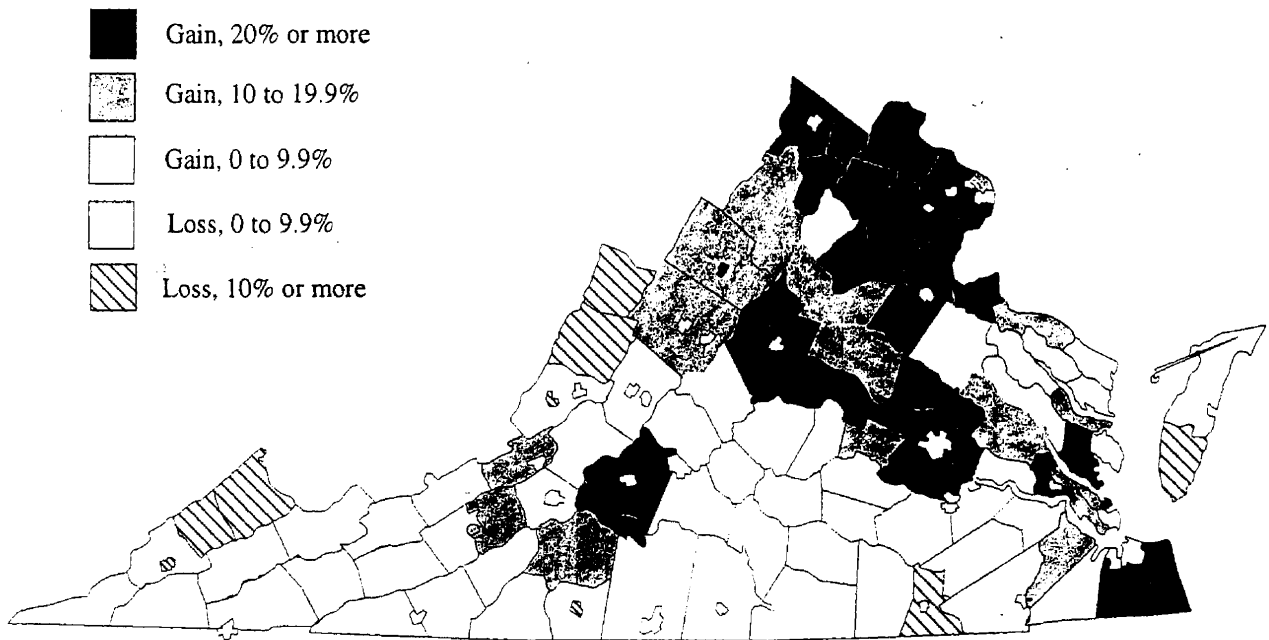 Gain, 20% or more
Gain, 10 to 19.9%
Gain, 0 to 9.9%
Loss, 0 to 9.9%
Loss, 10% or more